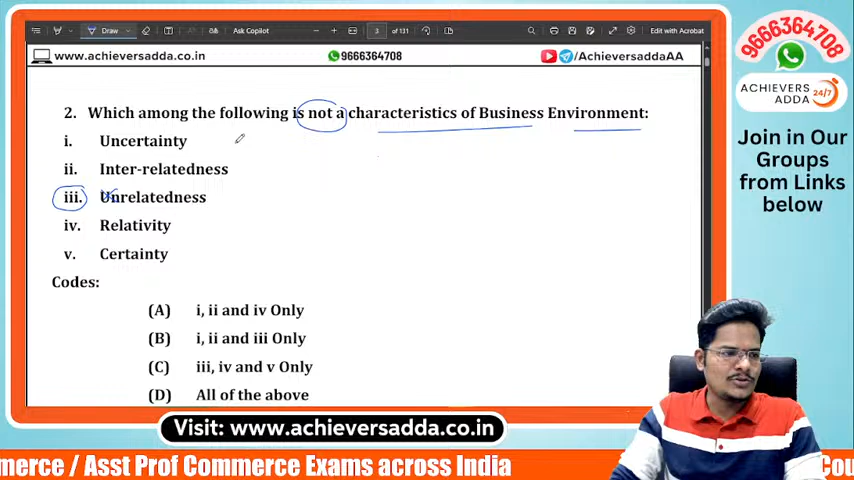 Draw
Ask Copilot
3
of 131
Edit with Acrobat
www.achieversadda.co.in
9666364708
/AchieversaddaAA
2. Which among the following is not a characteristics of Business Environment:
i. Uncertainty
ii. Inter-relatedness
iii. Unrelatedness
iv. Relativity
v. Certainty
Codes:
(A) i, ii and iv Only
(B) i, ii and iii Only
(C) iii, iv and v Only
(D) All of the above
9666364708
ACHIEVERS
ADDA 24/7
Join in Our
Groups
from Links
below
Visit: www.achieversadda.co.in
mmerce / Asst Prof Commerce Exams across India
Cou